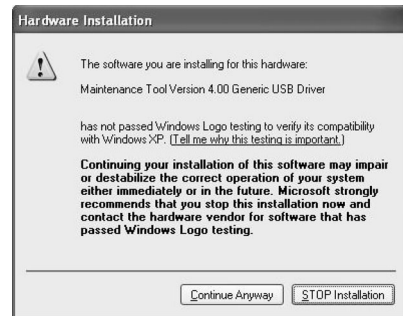 Hardware Installation
The software you are installing for this hardware:
Maintenance Tool Version 4.00 Generic USB Driver
has not passed Windows Logo testing to verify its compatibility
with Windows XP. (Tell me why this testing is important.)
Continuing your installation of this software may impair
or destabilize the correct operation of your system
either immediately or in the future. Microsoft strongly
recommends that you stop this installation now and
contact the hardware vendor for software that has
passed Windows Logo testing.
Continue Anyway
STOP Installation